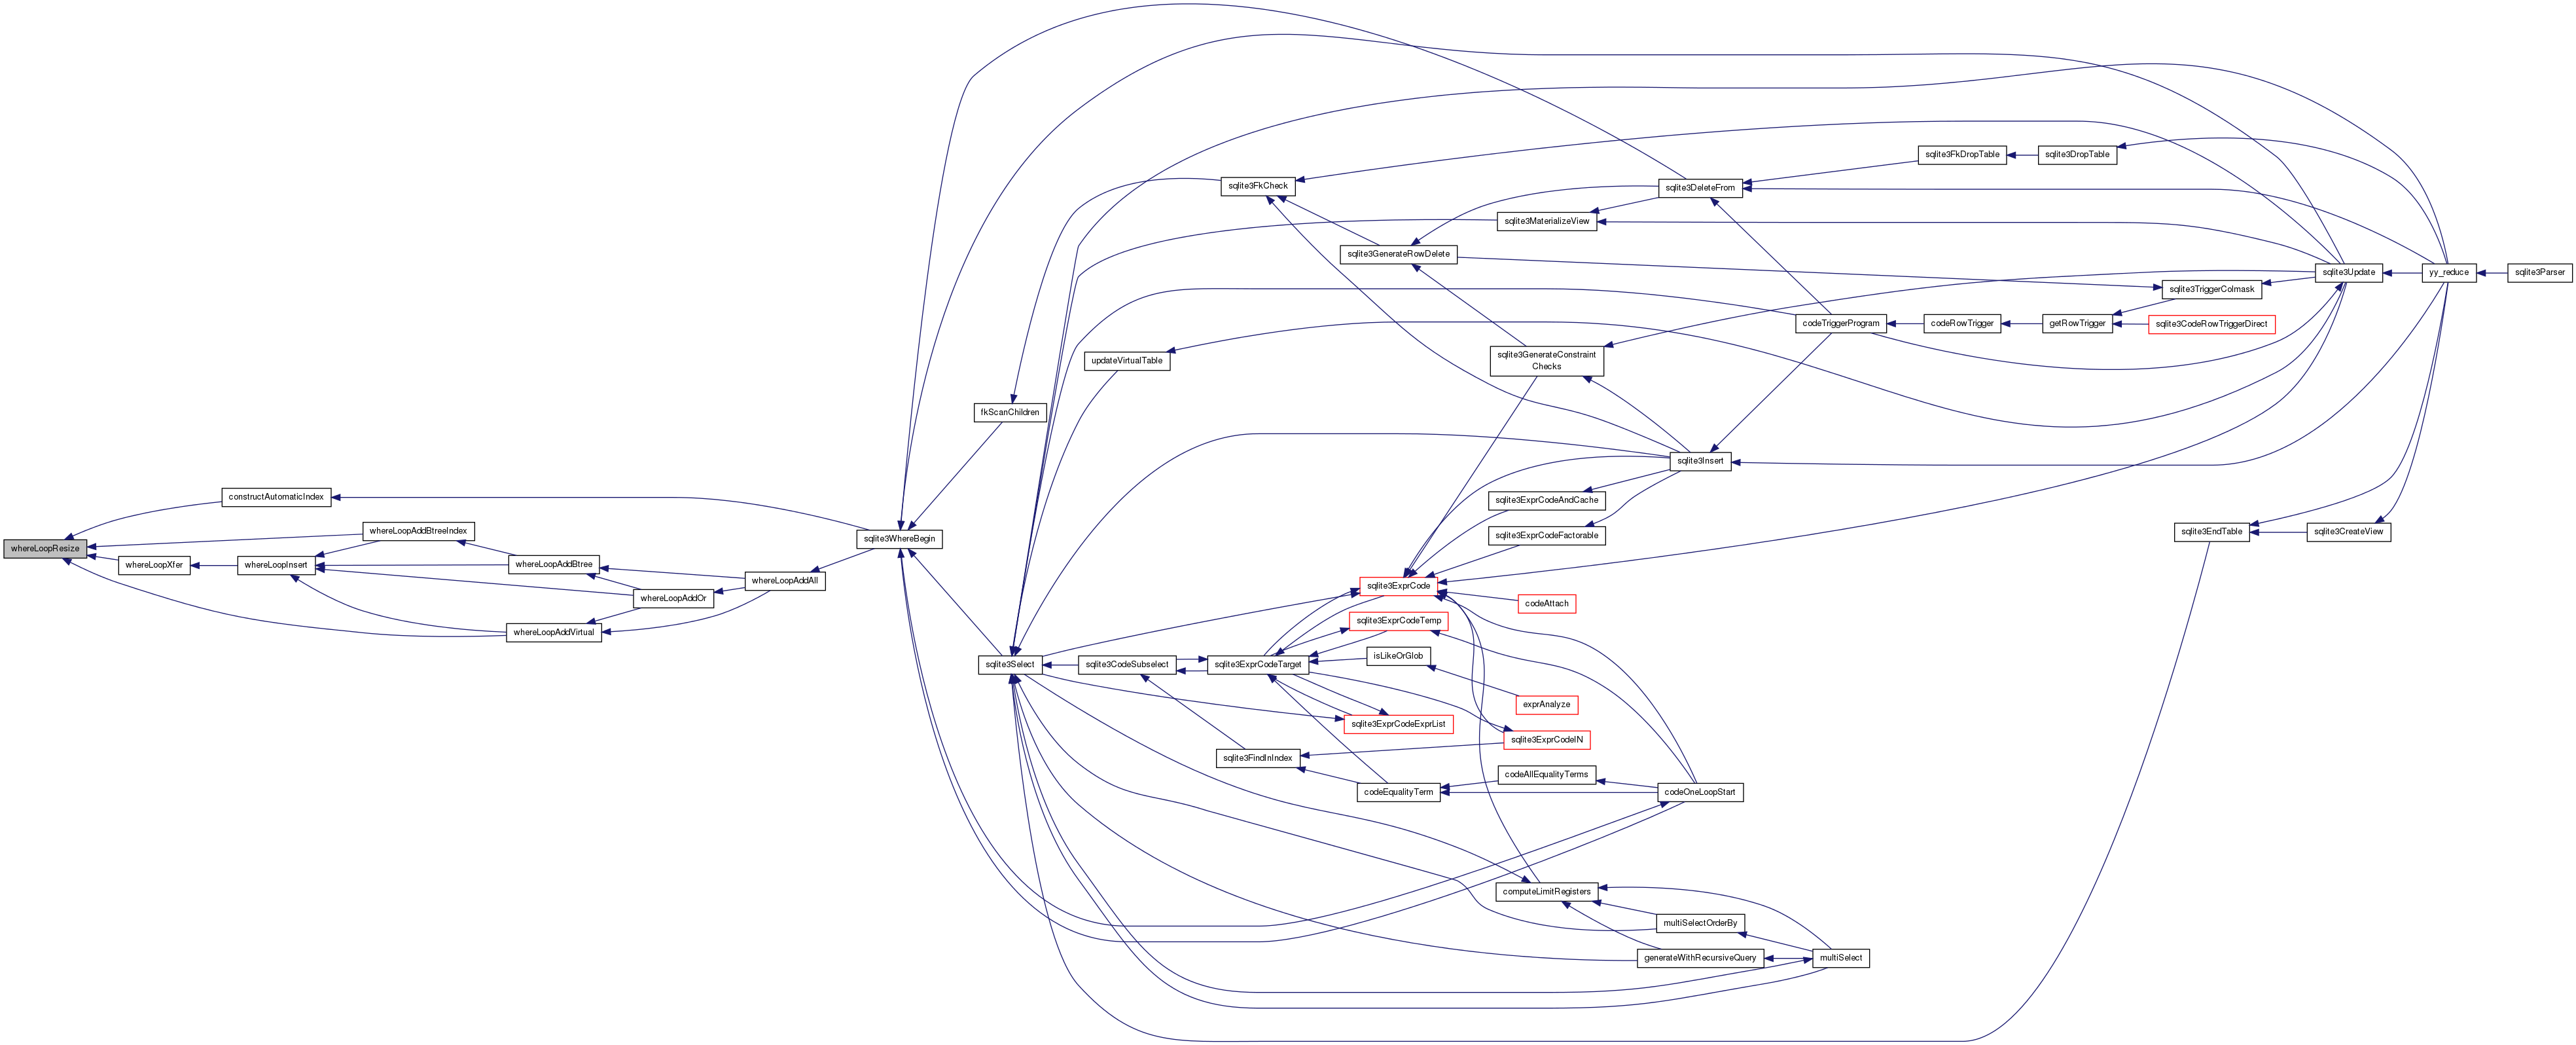 sqlite3FkDropTable
sqlite3DropTable
sqlite3FkCheck
sqlite3DeleteFrom
sqlite3MaterializeView
sqlite3GenerateRowDelete
sqlite3Update
yy_reduce
sqlite3Parser
sqlite3TriggerColmask
codeTriggerProgram
codeRowTrigger
getRowTrigger
sqlite3CodeRowTriggerDirect
updateVirtualTable
sqlite3GenerateConstraint
Checks
fkScanChildren
sqlite3Insert
constructAutomaticIndex
sqlite3ExprCodeAndCache
whereLoopAddBtreeIndex
sqlite3WhereBegin
sqlite3ExprCodeFactorable
sqlite3EndTable
sqlite3CreateView
whereLoopResize
whereLoopXfer
whereLoopInsert
whereLoopAddBtree
whereLoopAddAll
sqlite3ExprCode
whereLoopAddOr
codeAttach
sqlite3ExprCodeTemp
whereLoopAddVirtual
isLikeOrGlob
sqlite3Select
sqlite3CodeSubselect
sqlite3ExprCodeTarget
exprAnalyze
sqlite3ExprCodeExprList
sqlite3ExprCodeIN
sqlite3FindInIndex
codeAllEqualityTerms
codeEqualityTerm
codeOneLoopStart
computeLimitRegisters
multiSelectOrderBy
generateWithRecursiveQuery
multiSelect